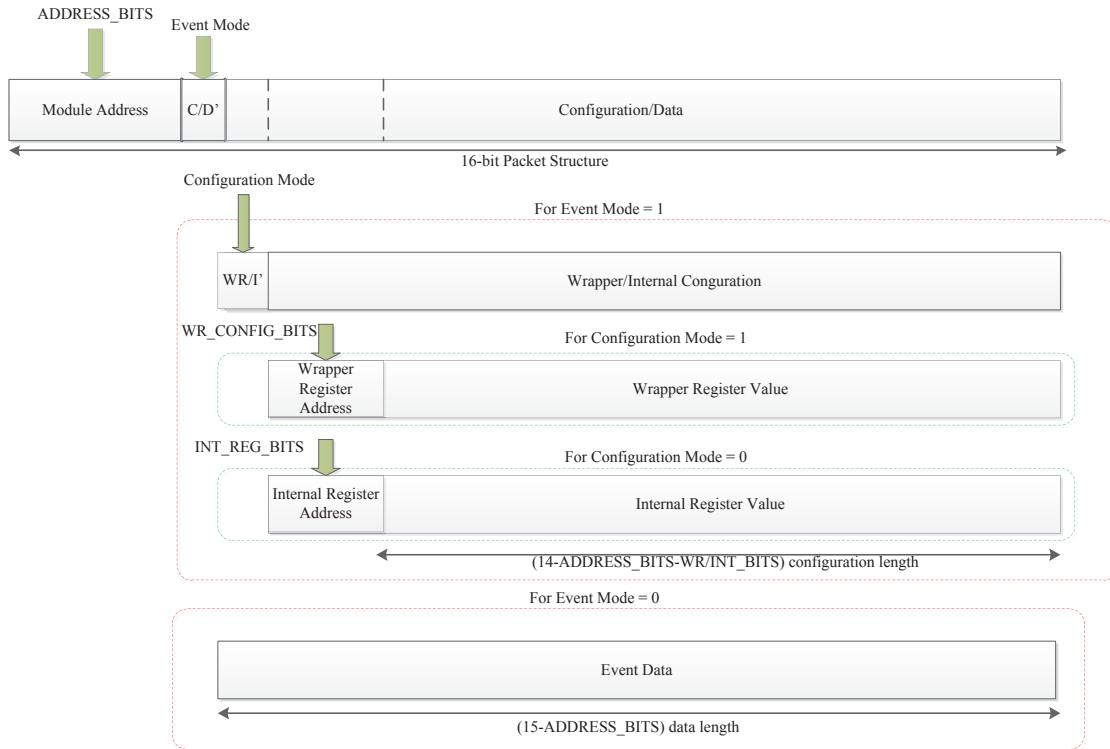 ADDRESS_BITS
Event Mode
Module Address
C/D’
Configuration/Data
16-bit Packet Structure
Configuration Mode
For Event Mode = 1
WR/I’
Wrapper/Internal Conguration
WR_CONFIG_BITS
For Configuration Mode = 1
Wrapper
Register
Address
Wrapper Register Value
INT_REG_BITS
For Configuration Mode = 0
Internal Register
Address
Internal Register Value
(14-ADDRESS_BITS-WR/INT_BITS) configuration length
For Event Mode = 0
Event Data
(15-ADDRESS_BITS) data length